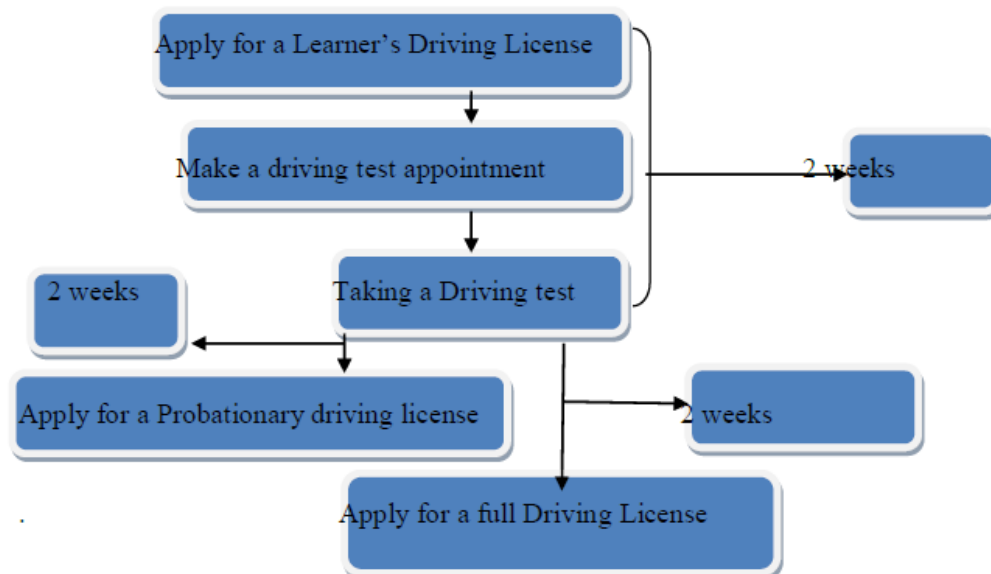 Apply for a Learner’s Driving License
Make a driving test appointment
2 weeks
Taking a Driving test
2 weeks
Apply for a Probationary driving license
2 weeks
Apply for a full Driving License
.